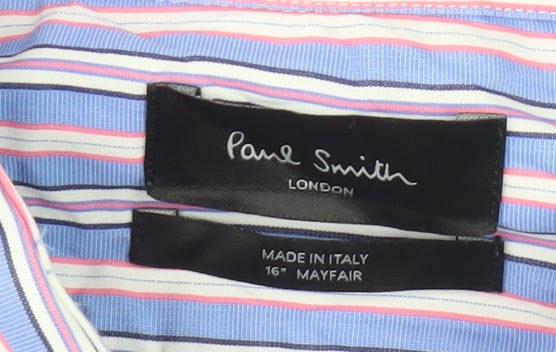 Paul Smith
LONDON
MADE IN ITALY
16" MAYFAIR